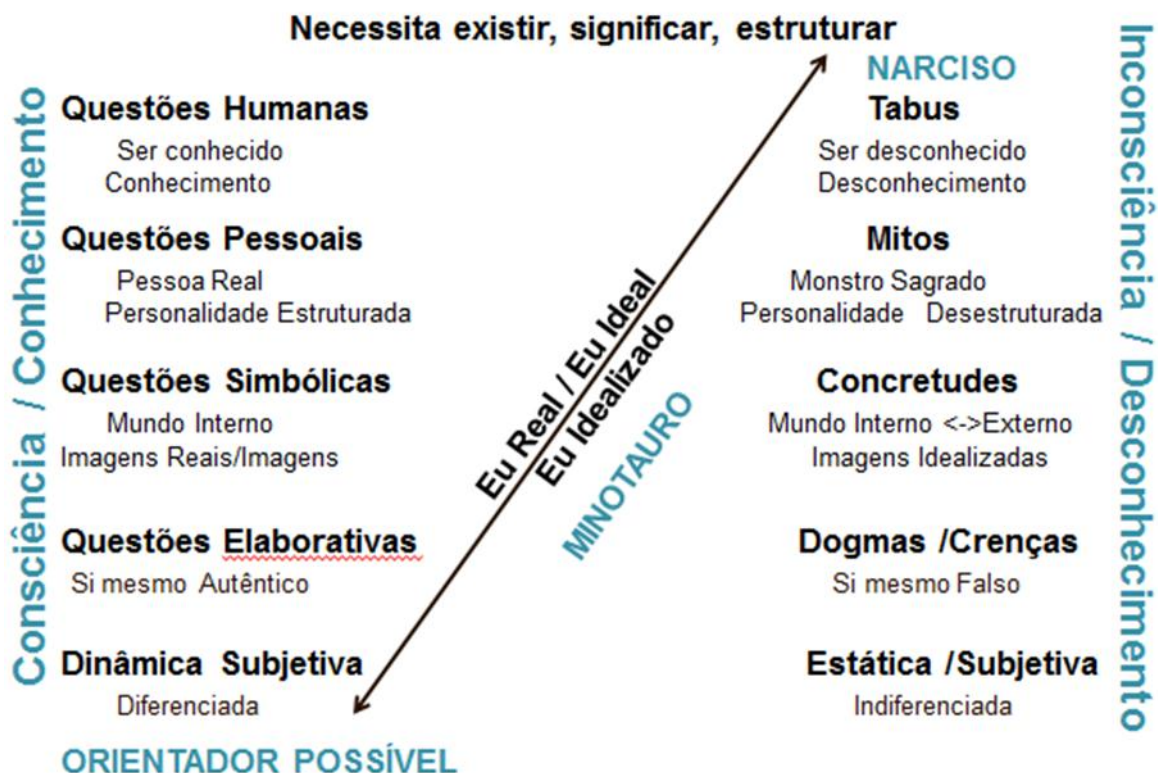 Necessita existir, significar, estruturar
Consciência / Conhecimento
Questões Humanas
Ser conhecido
Conhecimento
Questões Pessoais
Pessoa Real
Personalidade Estruturada
Questões Simbólicas
Mundo Interno
Imagens Reais/Imagens
Questões Elaborativas
Si mesmo Autêntico
Dinâmica Subjetiva
Diferenciada
ORIENTADOR POSSÍVEL
Eu Real / Eu Ideal
Eu Idealizado
MINOTAURO
NARCISO
Tabus
Ser desconhecido
Desconhecimento
Mitos
Monstro Sagrado
Personalidade Desestruturada
Concretudes
Mundo Interno <->Externo
Imagens Idealizadas
Dogmas /Crenças
Si mesmo Falso
Estática /Subjetiva
Indiferenciada
Inconsciência / Desconhecimento